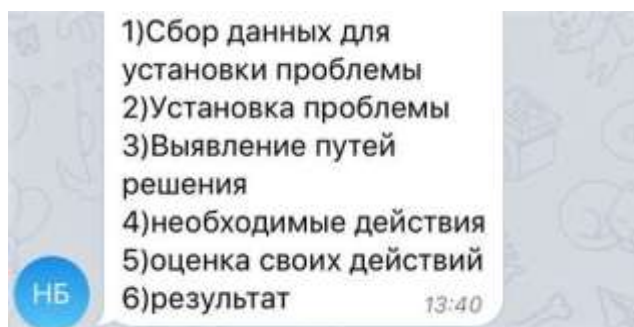 1)Сбор данных для
установки проблемы
2)Установка проблемы
3)Выявление путей
решения
4)необходимые действия
5)оценка своих действий
6)результат 13:40
НБ